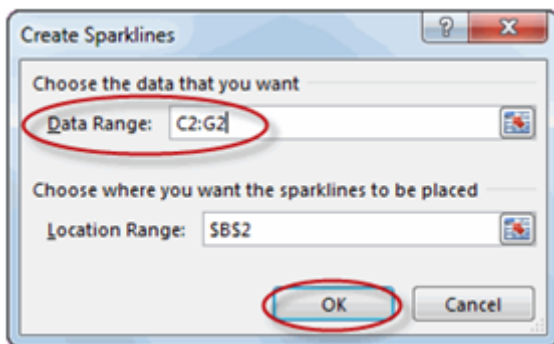 Create Sparklines
Choose the data that you want
Data Range: C2:G2
Choose where you want the sparklines to be placed
Location Range: $B$2
OK Cancel